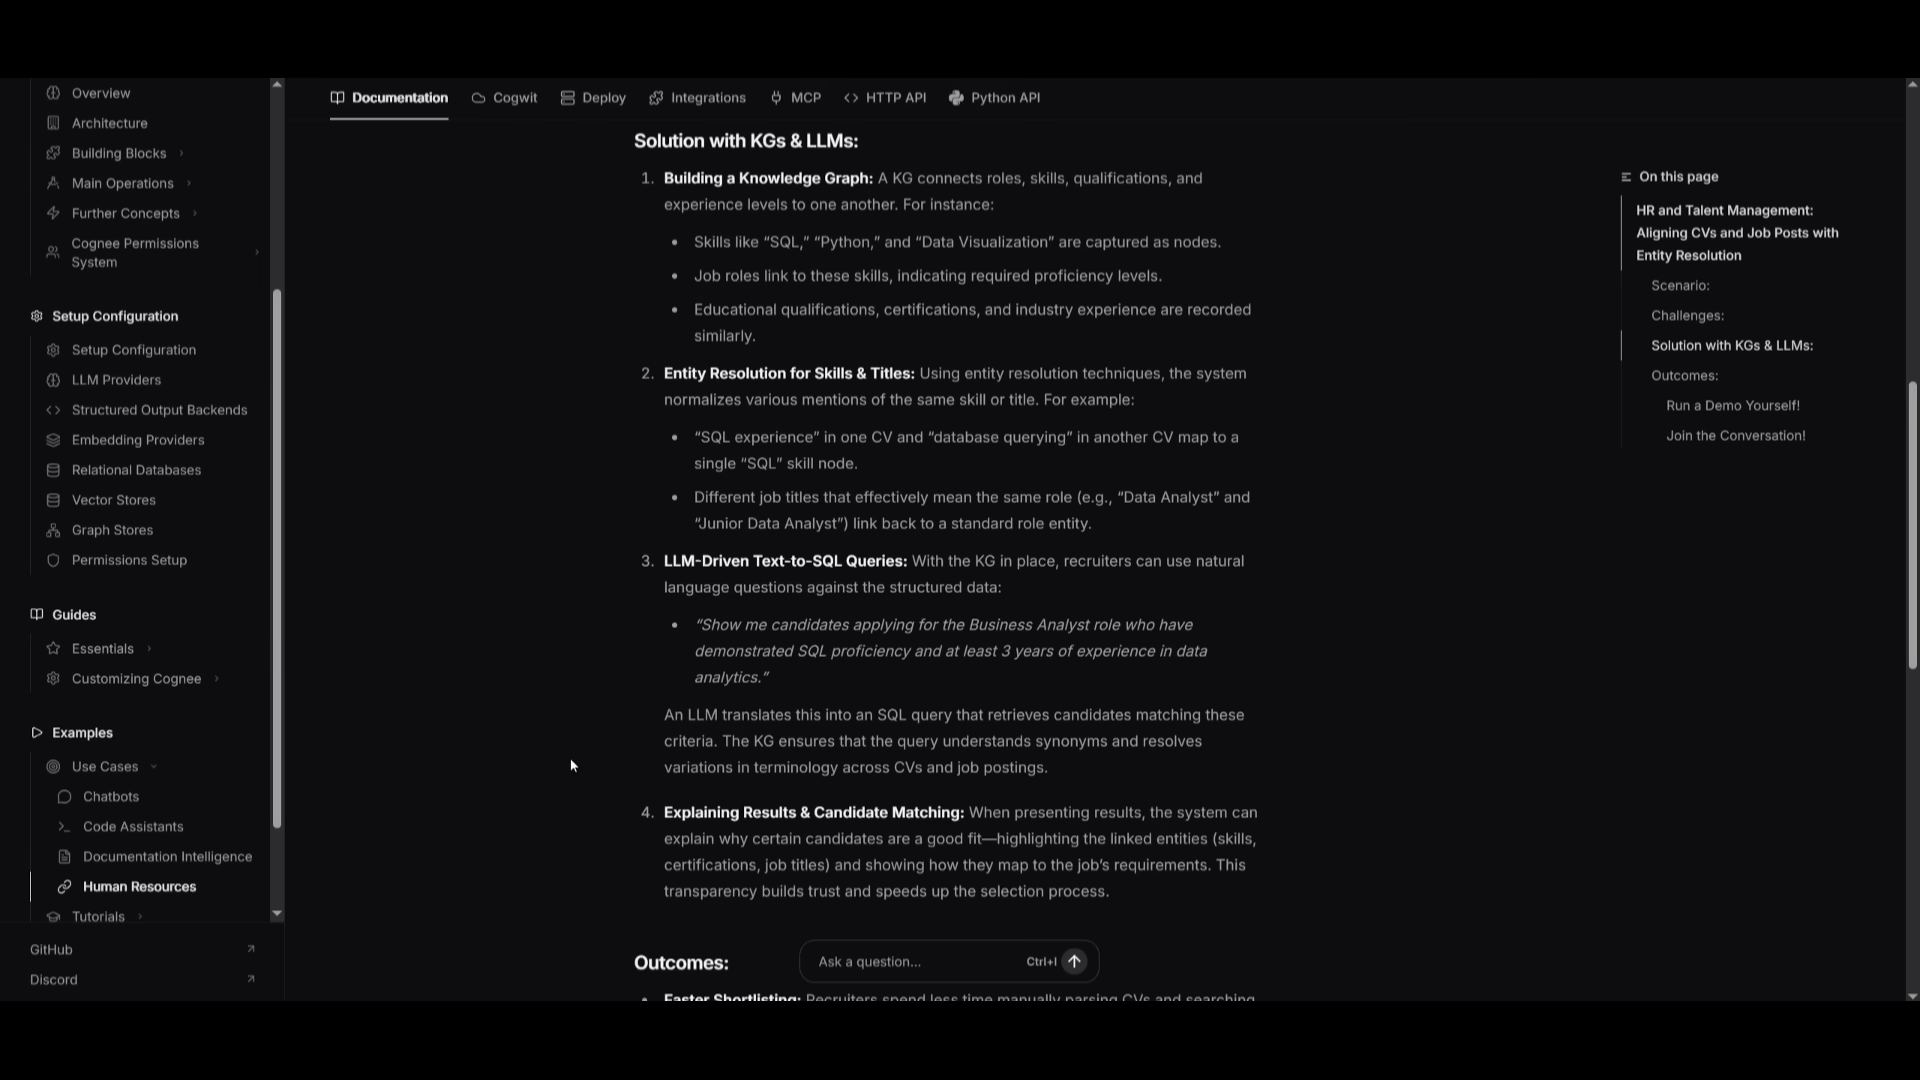 Overview
Architecture
Building Blocks
Main Operations
Further Concepts
Cognee Permissions
System
Setup Configuration
Setup Configuration
LLM Providers
Structured Output Backends
Embedding Providers
Relational Databases
Vector Stores
Graph Stores
Permissions Setup
Guides
Essentials
Customizing Cognee
Examples
Use Cases
Chatbots
Code Assistants
Documentation Intelligence
Human Resources
Tutorials
GitHub
Discord
Documentation Cogwit Deploy Integrations MCP HTTP API Python API
Solution with KGs & LLMs:
1. Building a Knowledge Graph: A KG connects roles, skills, qualifications, and
experience levels to one another. For instance:
• Skills like “SQL,” “Python,” and “Data Visualization” are captured as nodes.
• Job roles link to these skills, indicating required proficiency levels.
• Educational qualifications, certifications, and industry experience are recorded
similarly.
2. Entity Resolution for Skills & Titles: Using entity resolution techniques, the system
normalizes various mentions of the same skill or title. For example:
• “SQL experience” in one CV and “database querying” in another CV map to a
single “SQL” skill node.
• Different job titles that effectively mean the same role (e.g., “Data Analyst” and
“Junior Data Analyst”) link back to a standard role entity.
3. LLM-Driven Text-to-SQL Queries: With the KG in place, recruiters can use natural
language questions against the structured data:
• “Show me candidates applying for the Business Analyst role who have
demonstrated SQL proficiency and at least 3 years of experience in data
analytics.”
An LLM translates this into an SQL query that retrieves candidates matching these
criteria. The KG ensures that the query understands synonyms and resolves
variations in terminology across CVs and job postings.
4. Explaining Results & Candidate Matching: When presenting results, the system can
explain why certain candidates are a good fit—highlighting the linked entities (skills,
certifications, job titles) and showing how they map to the job’s requirements. This
transparency builds trust and speeds up the selection process.
Outcomes:
Ask a question... Ctrl+I
• Faster Shortlisting: Recruiters spend less time manually parsing CVs and searching
On this page
HR and Talent Management:
Aligning CVs and Job Posts with
Entity Resolution
Scenario:
Challenges:
Solution with KGs & LLMs:
Outcomes:
Run a Demo Yourself!
Join the Conversation!